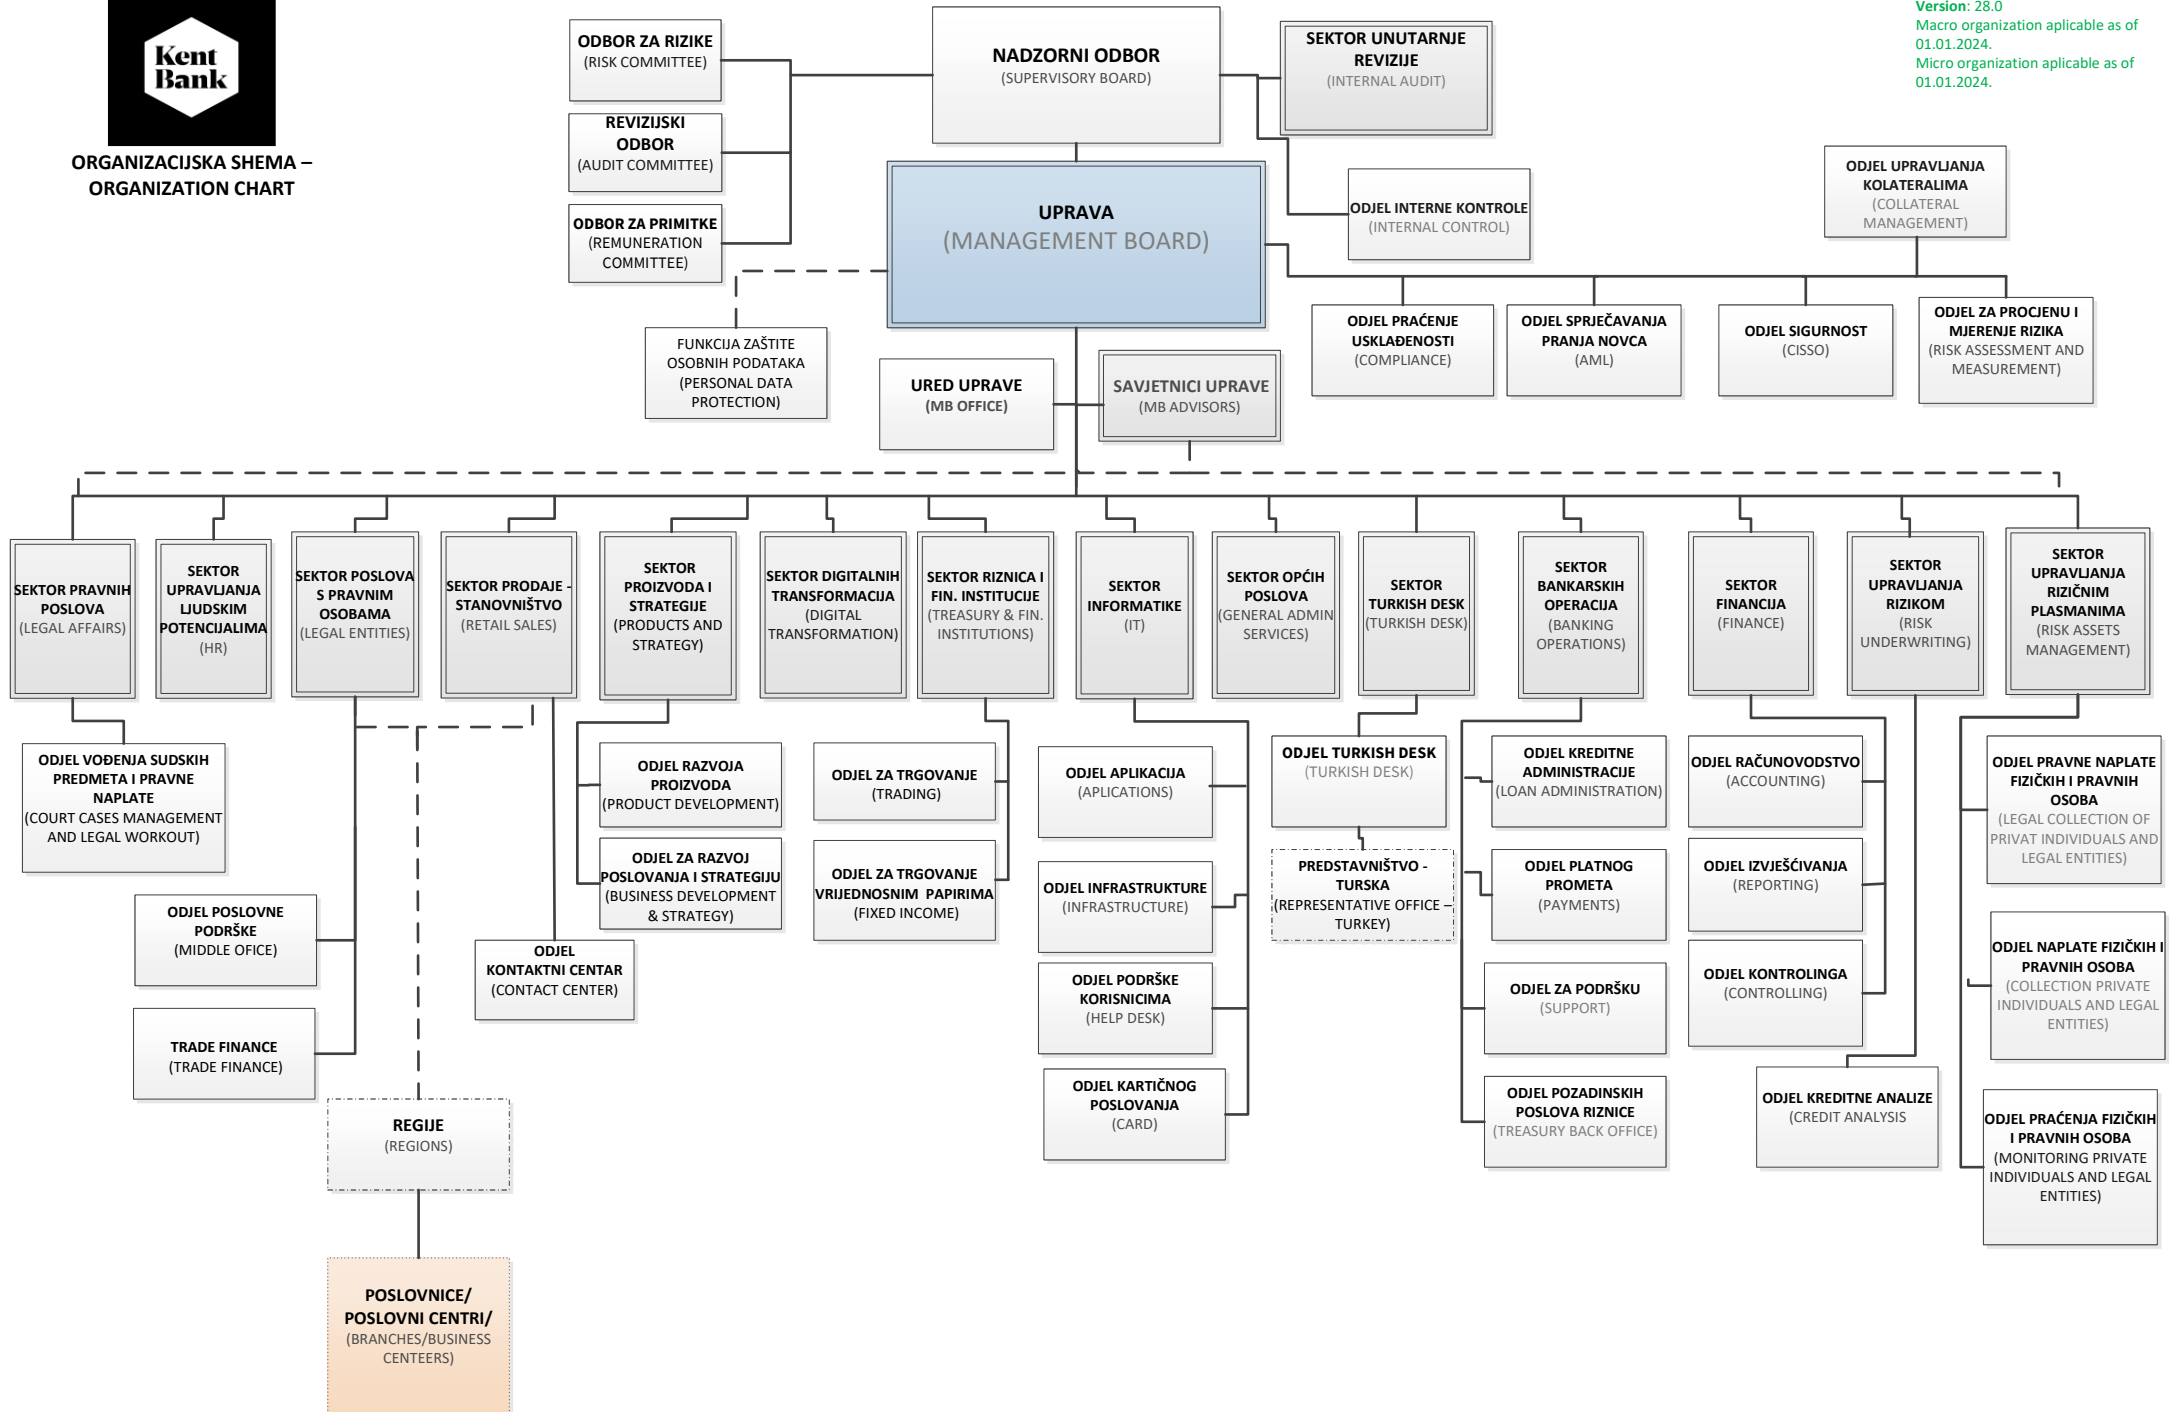 Kent
Bank
ORGANIZACIJSKA SHEMA –
ORGANIZATION CHART
Version: 28.0
Macro organization aplicable as of
01.01.2024.
Micro organization aplicable as of
01.01.2024.
ODBOR ZA RIZIKE
(RISK COMMITTEE)
REVIZIJSKI
ODBOR
(AUDIT COMMITTEE)
ODBOR ZA PRIMITKE
(REMUNERATION
COMMITTEE)
NADZORNI ODBOR
(SUPERVISORY BOARD)
SEKTOR UNUTARNJE
REVIZIJE
(INTERNAL AUDIT)
ODJEL INTERNE KONTROLE
(INTERNAL CONTROL)
ODJEL UPRAVLJANJA
KOLATERALIMA
(COLLATERAL
MANAGEMENT)
UPRAVA
(MANAGEMENT BOARD)
FUNKCIJA ZAŠTITE
OSOBNIH PODATAKA
(PERSONAL DATA
PROTECTION)
URED UPRAVE
(MB OFFICE)
SAVJETNICI UPRAVE
(MB ADVISORS)
ODJEL PRAĆENJE
USKLAĐENOSTI
(COMPLIANCE)
ODJEL SPRJEČAVANJA
PRANJA NOVCA
(AML)
ODJEL SIGURNOST
(CISSO)
ODJEL ZA PROCJENU I
MJERENJE RIZIKA
(RISK ASSESSMENT AND
MEASUREMENT)
SEKTOR PRAVNIH
POSLOVA
(LEGAL AFFAIRS)
SEKTOR
UPRAVLJANJA
LJUDSKIM
POTENCIJALIMA
(HR)
SEKTOR POSLOVA
S PRAVNIM
OSOBAMA
(LEGAL ENTITIES)
SEKTOR PRODAJE -
STANOVNIŠTVO
(RETAIL SALES)
SEKTOR
PROIZVODA I
STRATEGIJE
(PRODUCTS AND
STRATEGY)
SEKTOR DIGITALNIH
TRANSFORMACIJA
(DIGITAL
TRANSFORMATION)
SEKTOR RIZNICA I
FIN. INSTITUCIJE
(TREASURY & FIN.
INSTITUTIONS)
SEKTOR
INFORMATIKE
(IT)
SEKTOR OPĆIH
POSLOVA
(GENERAL ADMIN
SERVICES)
SEKTOR
TURKISH DESK
(TURKISH DESK)
SEKTOR
BANKARSKIH
OPERACIJA
(BANKING
OPERATIONS)
SEKTOR
FINANCIJA
(FINANCE)
SEKTOR
UPRAVLJANJA
RIZIKOM
(RISK
UNDERWRITING)
SEKTOR
UPRAVLJANJA
RIZIČNIM
PLASMANIMA
(RISK ASSETS
MANAGEMENT)
ODJEL VOĐENJA SUDSKIH
PREDMETA I PRAVNE
NAPLATE
(COURT CASES MANAGEMENT
AND LEGAL WORKOUT)
ODJEL POSLOVNE
PODRŠKE
(MIDDLE OFICE)
TRADE FINANCE
(TRADE FINANCE)
ODJEL
KONTAKTNI CENTAR
(CONTACT CENTER)
REGIJE
(REGIONS)
POSLOVNICE/
POSLOVNI CENTRI/
(BRANCHES/BUSINESS
CENTEERS)
ODJEL RAZVOJA
PROIZVODA
(PRODUCT DEVELOPMENT)
ODJEL ZA RAZVOJ
POSLOVANJA I STRATEGIJU
(BUSINESS DEVELOPMENT
& STRATEGY)
ODJEL ZA TRGOVANJE
(TRADING)
ODJEL ZA TRGOVANJE
VRIJEDNOSNIM PAPIRIMA
(FIXED INCOME)
ODJEL APLIKACIJA
(APLICATIONS)
ODJEL INFRASTRUKTURE
(INFRASTRUCTURE)
ODJEL PODRŠKE
KORISNICIMA
(HELP DESK)
ODJEL KARTIČNOG
POSLOVANJA
(CARD)
ODJEL TURKISH DESK
(TURKISH DESK)
PREDSTAVNIŠTVO -
TURSKA
(REPRESENTATIVE OFFICE –
TURKEY)
ODJEL KREDITNE
ADMINISTRACIJE
(LOAN ADMINISTRATION)
ODJEL PLATNOG
PROMETA
(PAYMENTS)
ODJEL ZA PODRŠKU
(SUPPORT)
ODJEL POZADINSKIH
POSLOVA RIZNICE
(TREASURY BACK OFFICE)
ODJEL RAČUNOVODSTVO
(ACCOUNTING)
ODJEL IZVJEŠĆIVANJA
(REPORTING)
ODJEL KONTROLINGA
(CONTROLLING)
ODJEL KREDITNE ANALIZE
(CREDIT ANALYSIS
ODJEL PRAVNE NAPLATE
FIZIČKIH I PRAVNIH
OSOBA
(LEGAL COLLECTION OF
PRIVAT INDIVIDUALS AND
LEGAL ENTITIES)
ODJEL NAPLATE FIZIČKIH I
PRAVNIH OSOBA
(COLLECTION PRIVATE
INDIVIDUALS AND LEGAL
ENTITIES)
ODJEL PRAĆENJA FIZIČKIH
I PRAVNIH OSOBA
(MONITORING PRIVATE
INDIVIDUALS AND LEGAL
ENTITIES)